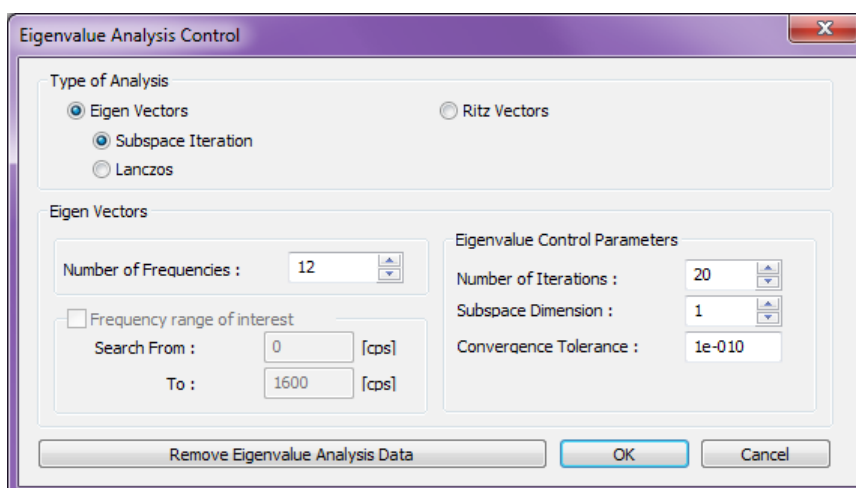 Eigenvalue Analysis Control
Type of Analysis
Eigen Vectors
Ritz Vectors
Subspace Iteration
Lanczos
Eigen Vectors
Number of Frequencies : 12
Frequency range of interest
Search From : 0 [cps]
To : 1600 [cps]
Eigenvalue Control Parameters
Number of Iterations : 20
Subspace Dimension : 1
Convergence Tolerance : 1e-010
Remove Eigenvalue Analysis Data
OK
Cancel